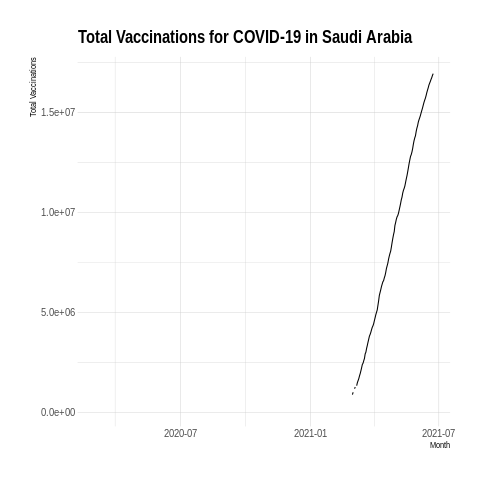 Total Vaccinations for COVID-19 in Saudi Arabia
Total Vaccinations
1.5e+07
1.0e+07
5.0e+06
0.0e+00
2020-07
2021-01
2021-07
Month